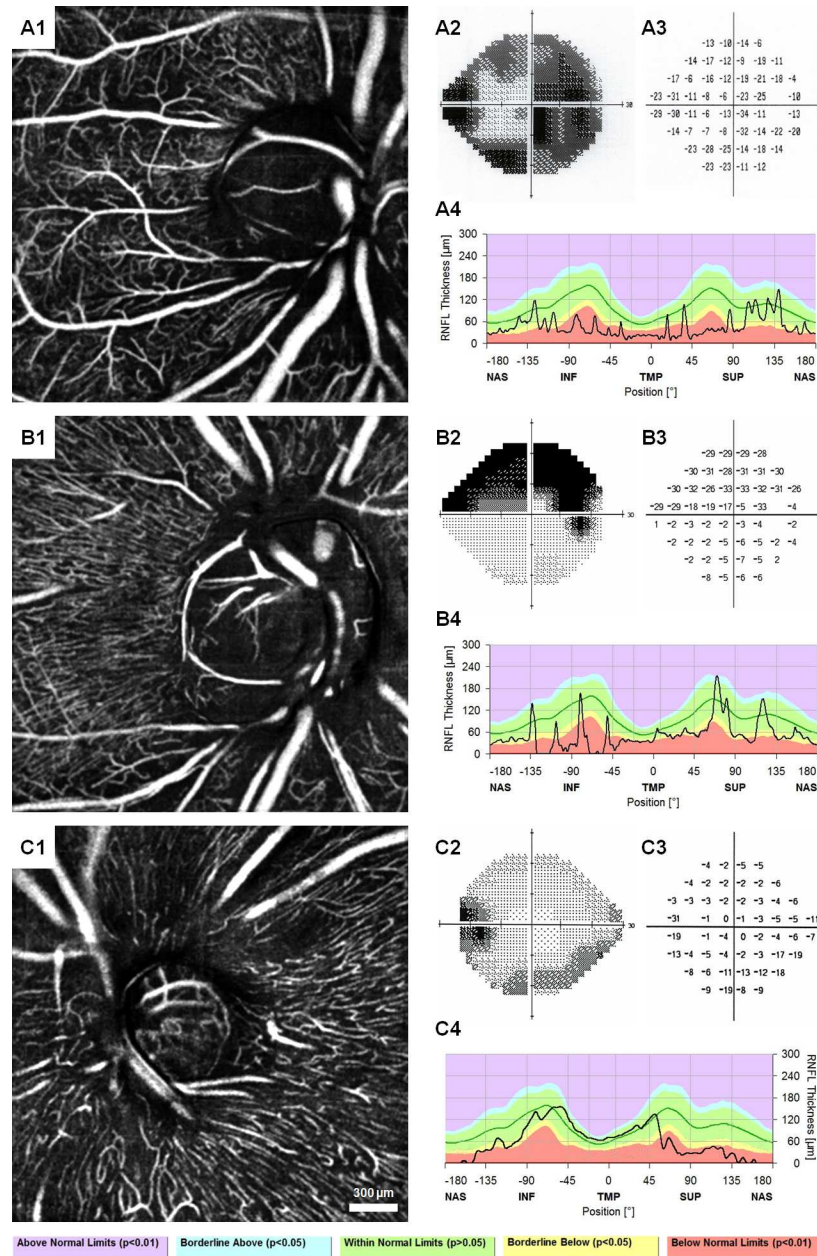 A1
A2
30
A3
-13 -10 -14 -6
-14 -17 -12 -9 -19 -11
-17 -6 -16 -12 -19 -21 -18 -4
-23 -31 -11 -8 -6 -23 -25 -10
-29 -30 -11 -6 -13 -34 -11 -13
-14 -7 -7 -8 -32 -14 -22 -20
-23 -28 -25 -14 -18 -14
-23 -23 -11 -12
A4
RNFL Thickness [µm]
300
240
180
120
60
0
-180 -135 -90 -45 0 45 90 135 180
NAS INF TMP SUP NAS
Position [°]
B1
B2
30
B3
-29 -29 -29 -28
-30 -31 -28 -31 -31 -30
-30 -32 -26 -33 -33 -32 -31 -26
-29 -29 -18 -19 -17 -5 -33 -4
1 -2 -3 -2 -2 -3 -4 -2
-2 -2 -2 -5 -6 -5 -2 -4
-2 -2 -5 -7 -5 2
-8 -5 -6 -6
B4
RNFL Thickness [µm]
300
240
180
120
60
0
-180 -135 -90 -45 0 45 90 135 180
NAS INF TMP SUP NAS
Position [°]
C1
300 µm
C2
30
C3
-4 -2 -5 -5
-4 -2 -2 -2 -2 -6
-3 -3 -3 -2 -2 -3 -4 -6
-31 -1 0 -1 -3 -5 -5 -11
-19 -1 -4 0 -2 -4 -6 -7
-13 -4 -5 -4 -2 -3 -17 -19
-8 -6 -11 -13 -12 -18
-9 -19 -8 -9
C4
300
240
180
120
60
0
RNFL Thickness [µm]
-180 -135 -90 -45 0 45 90 135 180
NAS INF TMP SUP NAS
Position [°]
Above Normal Limits (p<0.01) Borderline Above (p<0.05) Within Normal Limits (p>0.05) Borderline Below (p<0.05) Below Normal Limits (p<0.01)